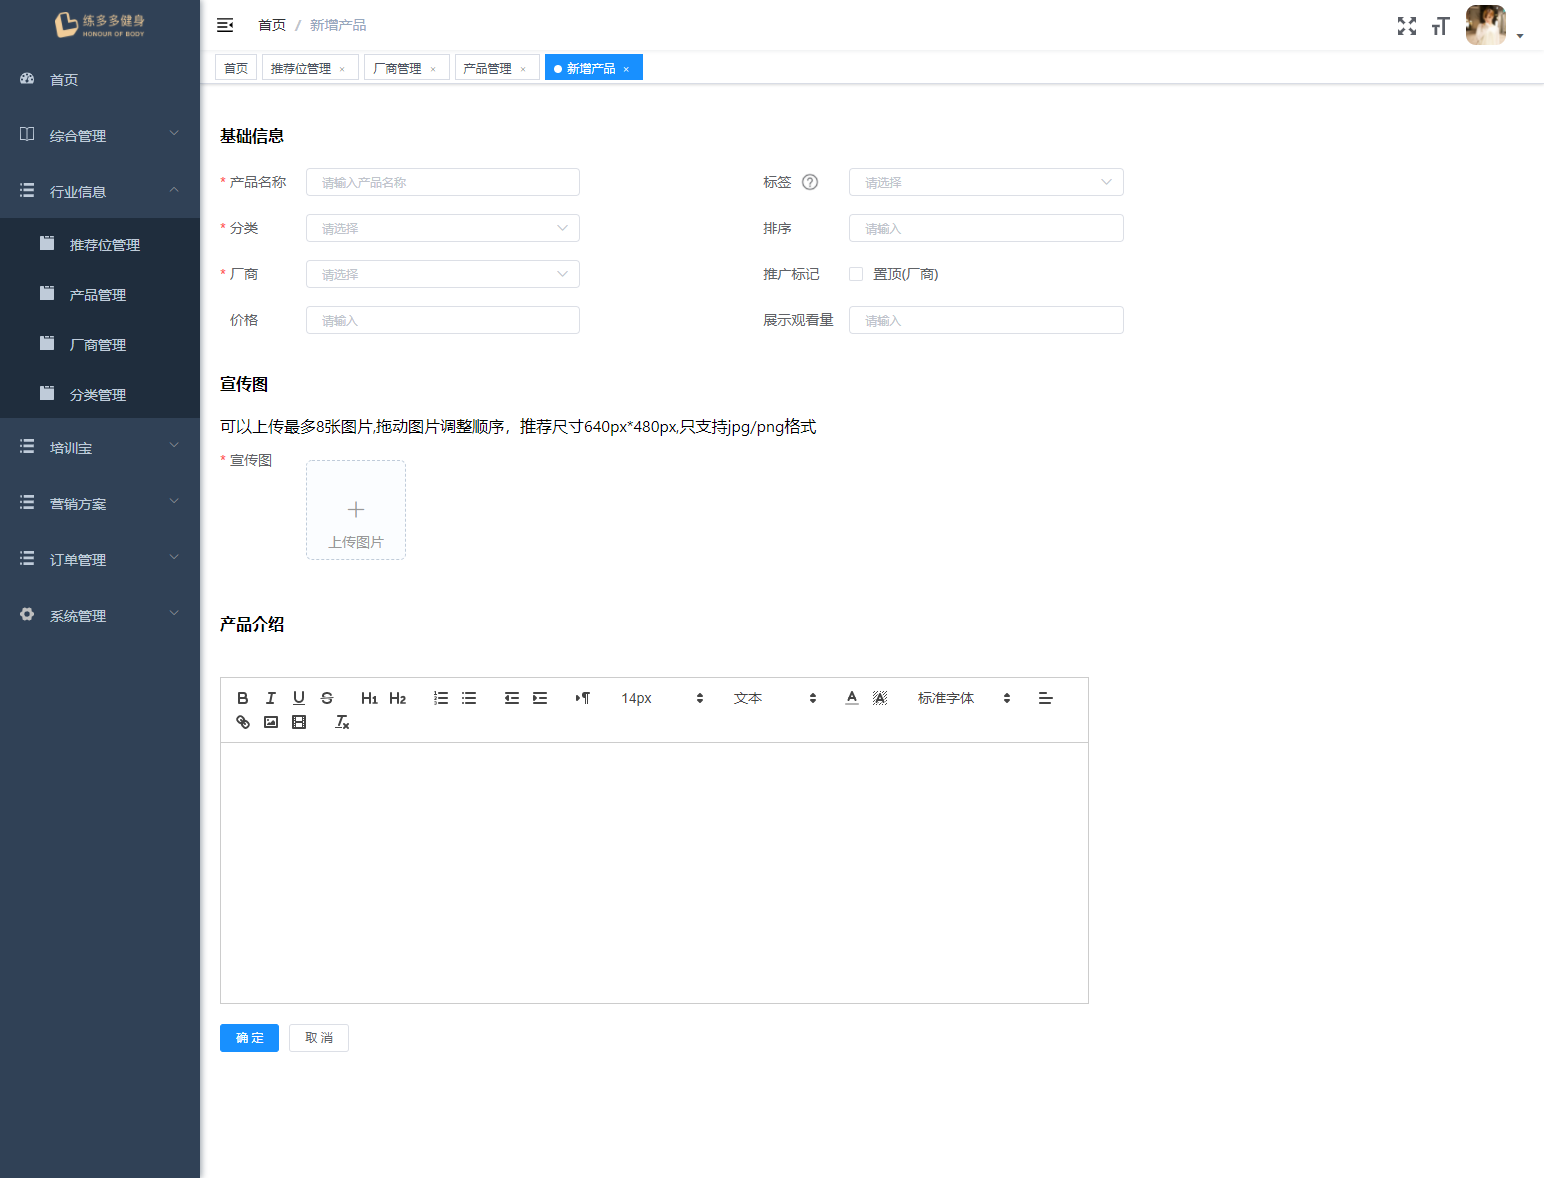 练多多健身
HONOUR OF BODY
首页
综合管理
行业信息
推荐位管理
产品管理
厂商管理
分类管理
培训宝
营销方案
订单管理
系统管理
首页 / 新增产品
首页 推荐位管理 × 厂商管理 × 产品管理 × 新增产品 ×
基础信息
* 产品名称 请输入产品名称 标签 ? 请选择
* 分类 请选择 排序 请输入
* 厂商 请选择 推广标记 置顶(厂商)
价格 请输入 展示观看量 请输入
宣传图
可以上传最多8张图片,拖动图片调整顺序，推荐尺寸640px*480px,只支持jpg/png格式
* 宣传图
上传图片
产品介绍
B I U S H1 H2 14px 文本 A A 标准字体
确 定 取 消